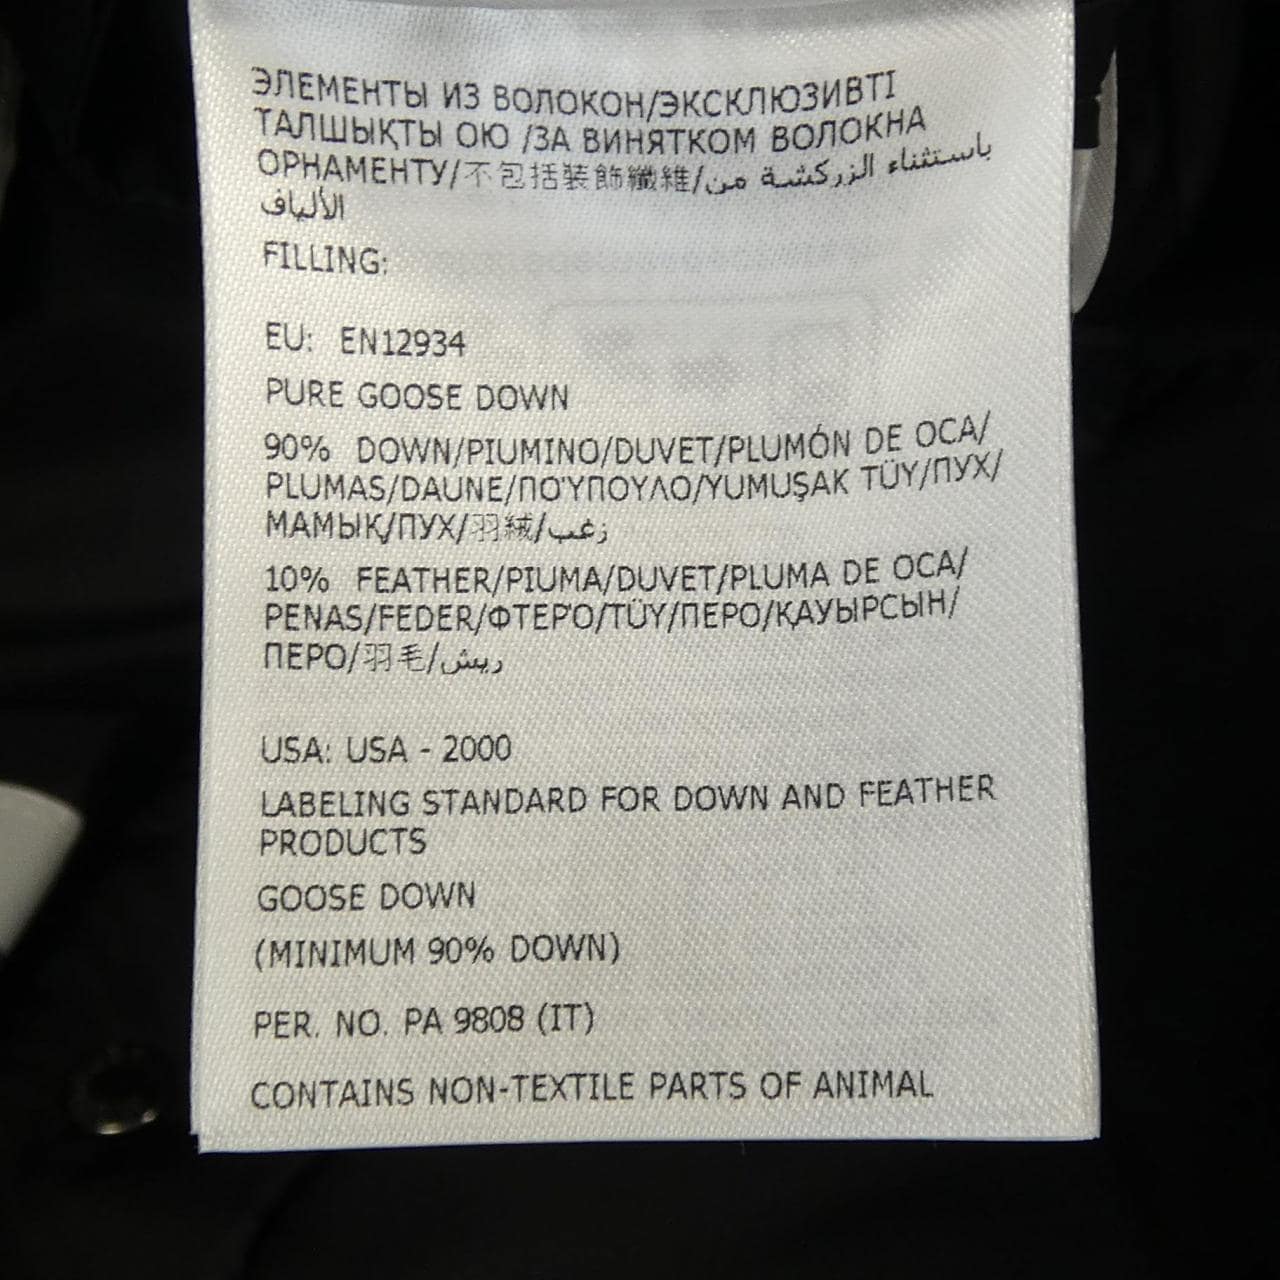 ЭЛЕМЕНТЫ ИЗ ВОЛОКОН/ЭКСКЛЮЗИВТІ
ТАЛШЫҚТЫ ОЮ /ЗА ВИНЯТКОМ ВОЛОКНА
ОРНАМЕНТУ/不包括装飾纖維/باستثناء الزركشة من
الألياف
FILLING:
EU: EN12934
PURE GOOSE DOWN
90% DOWN/PIUMINO/DUVET/PLUMÓN DE OCA/
PLUMAS/DAUNE/ΠΟΎΠΟΥΛΟ/YUMUŞAK TÜY/ПУХ/
МАМЫҚ/ПУХ/羽絨/زغب
10% FEATHER/PIUMA/DUVET/PLUMA DE OCA/
PENAS/FEDER/ΦΤΕΡΌ/TÜY/ПЕРО/ҚАУЫРСЫН/
ПЕРО/羽毛/ريش
USA: USA - 2000
LABELING STANDARD FOR DOWN AND FEATHER
PRODUCTS
GOOSE DOWN
(MINIMUM 90% DOWN)
PER. NO. PA 9808 (IT)
CONTAINS NON-TEXTILE PARTS OF ANIMAL